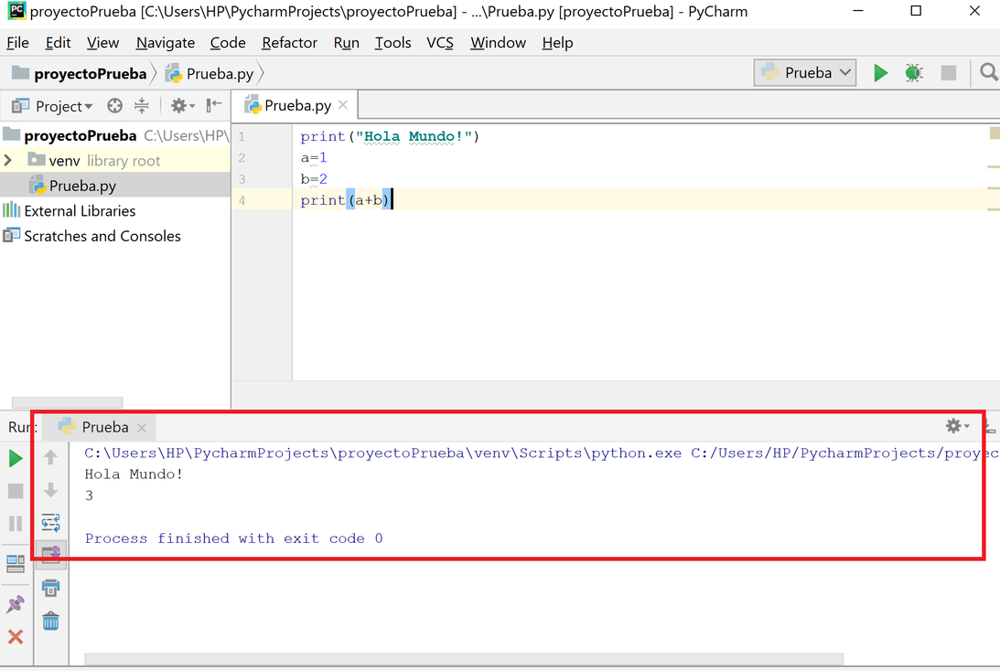 PC proyectoPrueba [C:\Users\HP\PycharmProjects\proyectoPrueba] - ...\Prueba.py [proyectoPrueba] - PyCharm
File Edit View Navigate Code Refactor Run Tools VCS Window Help
proyectoPrueba Prueba.py Prueba
Project Prueba.py
proyectoPrueba C:\Users\HP\
venv library root
Prueba.py
External Libraries
Scratches and Consoles
1 print("Hola Mundo!")
2 a=1
3 b=2
4 print(a+b)
Run: Prueba
C:\Users\HP\PycharmProjects\proyectoPrueba\venv\Scripts\python.exe C:/Users/HP/PycharmProjects/proyec
Hola Mundo!
3
Process finished with exit code 0